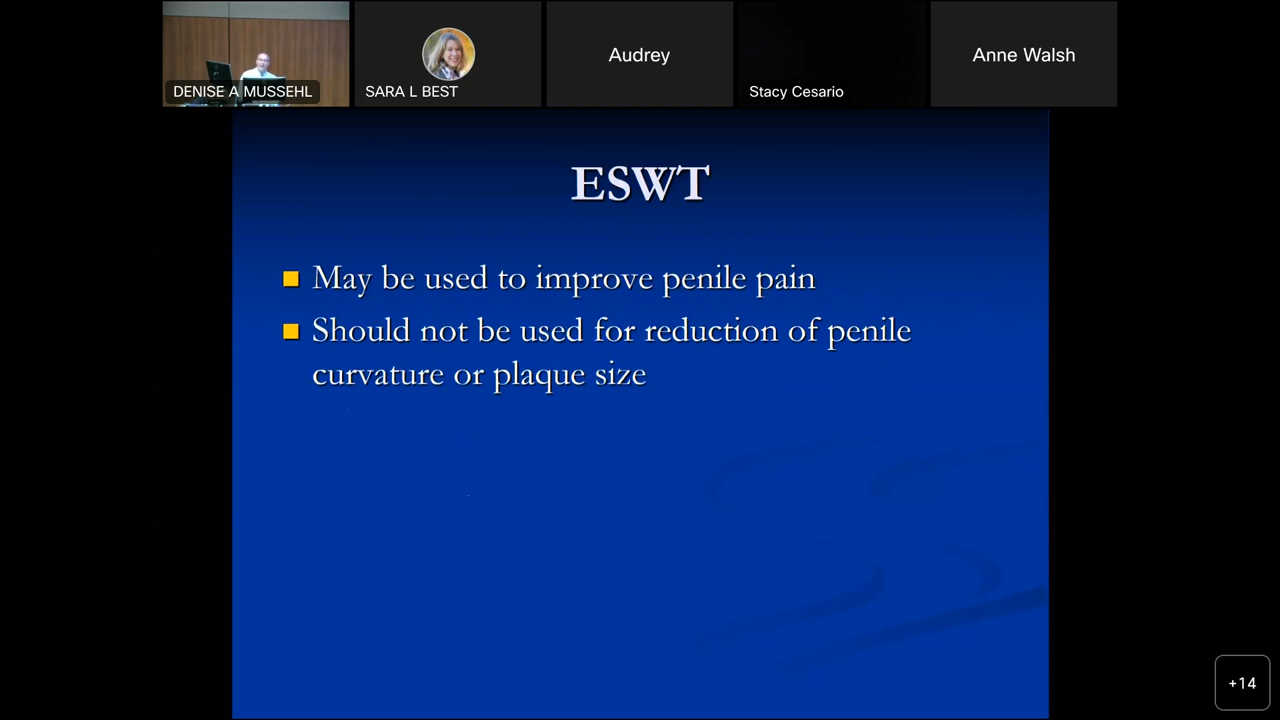 DENISE A MUSSEHL
SARA L BEST
Audrey
Stacy Cesario
Anne Walsh
ESWT
May be used to improve penile pain
Should not be used for reduction of penile
curvature or plaque size
+14